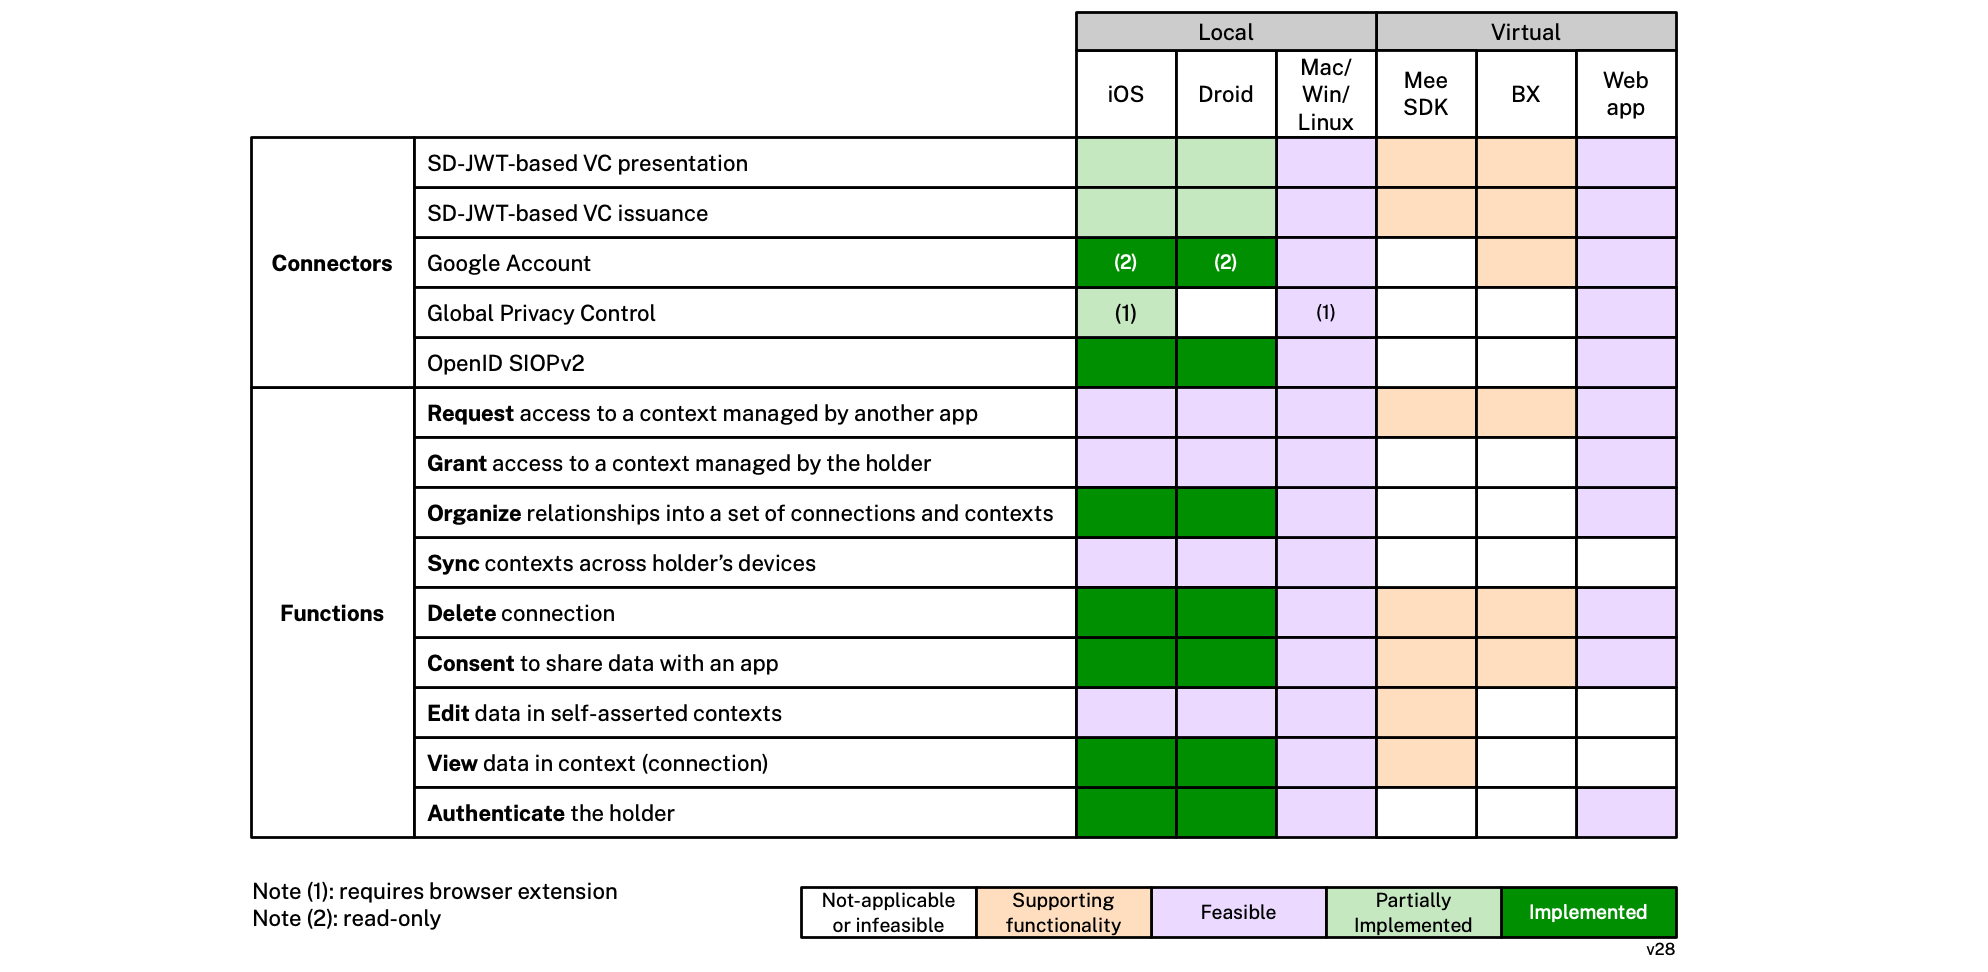 Local
Virtual
iOS
Droid
Mac/
Win/
Linux
Mee
SDK
BX
Web
app
Connectors
SD-JWT-based VC presentation
SD-JWT-based VC issuance
Google Account
(2)
(2)
Global Privacy Control
(1)
(1)
OpenID SIOPv2
Functions
Request access to a context managed by another app
Grant access to a context managed by the holder
Organize relationships into a set of connections and contexts
Sync contexts across holder’s devices
Delete connection
Consent to share data with an app
Edit data in self-asserted contexts
View data in context (connection)
Authenticate the holder
Note (1): requires browser extension
Note (2): read-only
Not-applicable
or infeasible
Supporting
functionality
Feasible
Partially
Implemented
Implemented
v28